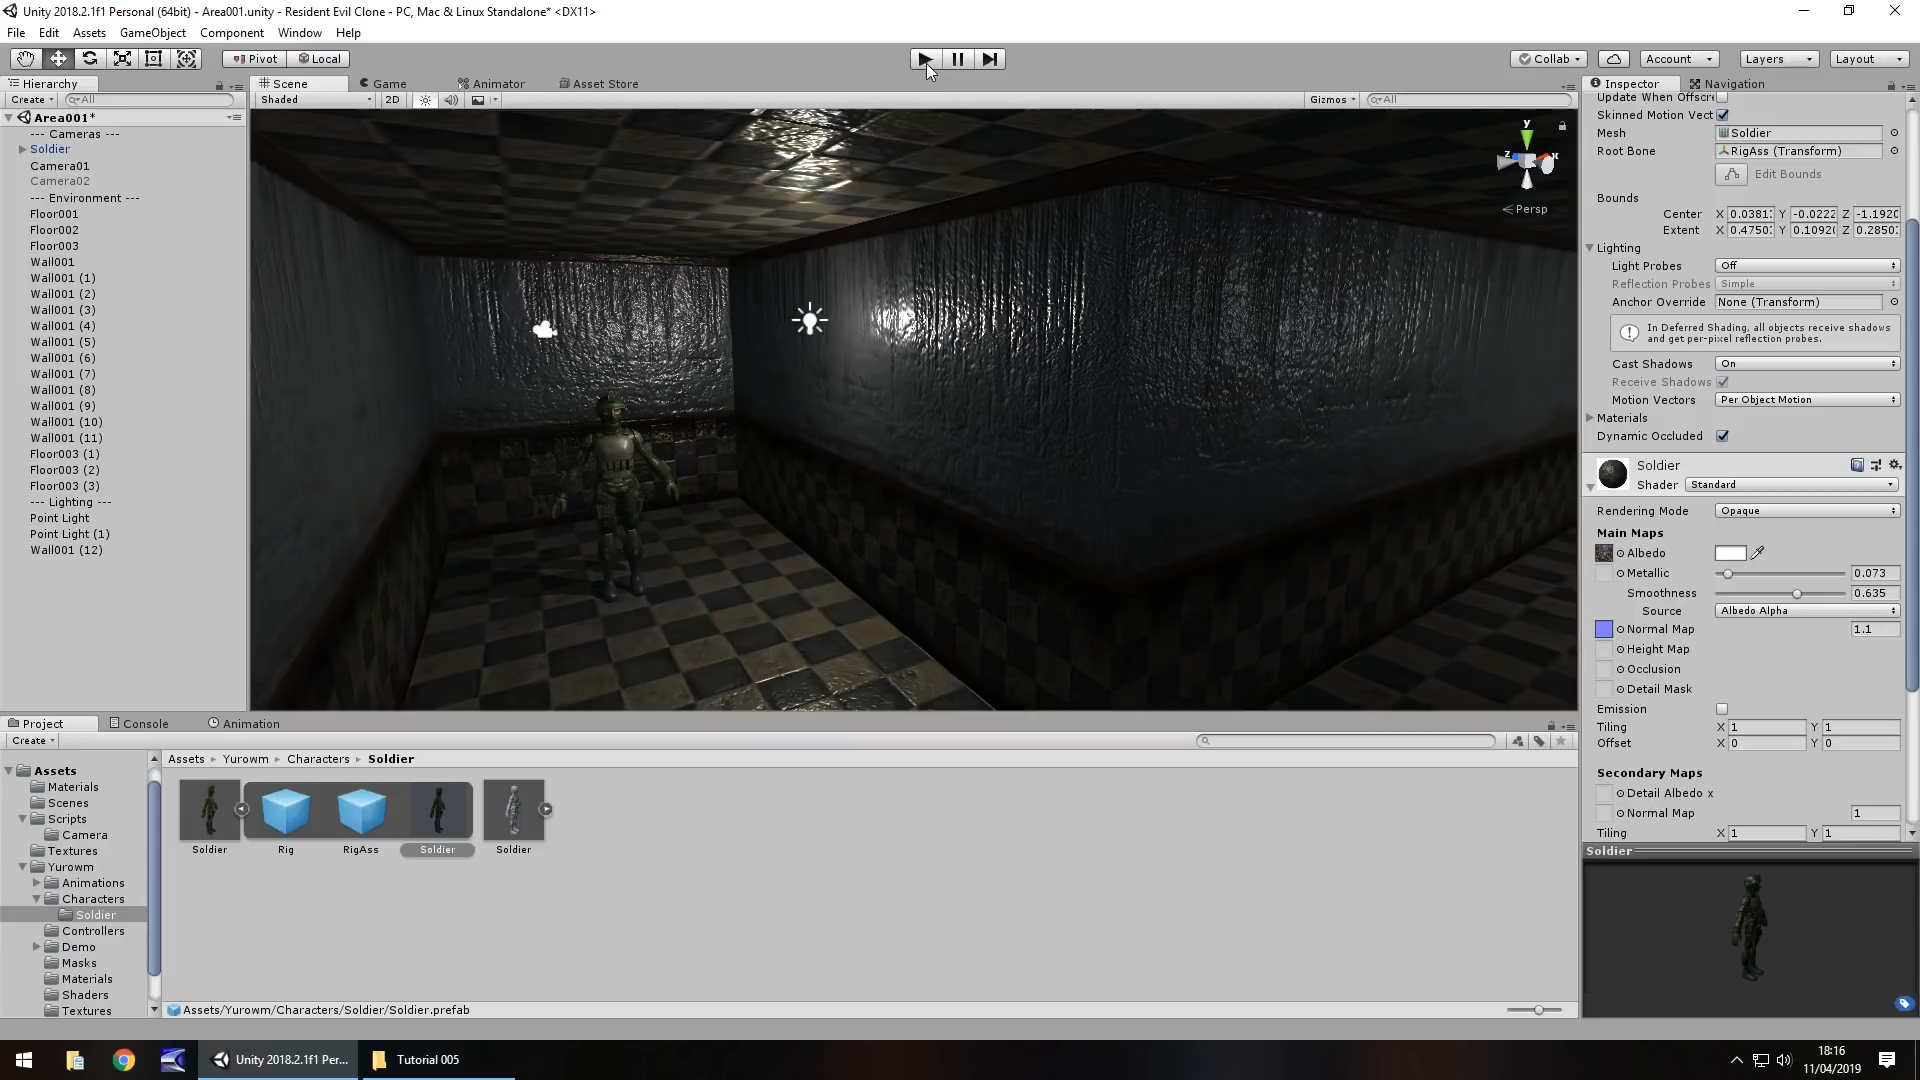 Unity 2018.2.1f1 Personal (64bit) - Area001.unity - Resident Evil Clone - PC, Mac & Linux Standalone* <DX11>
File Edit Assets GameObject Component Window Help
Pivot Local Collab Account Layers Layout
Hierarchy
Create All
Area001*
--- Cameras ---
Soldier
Camera01
Camera02
--- Environment ---
Floor001
Floor002
Floor003
Wall001
Wall001 (1)
Wall001 (2)
Wall001 (3)
Wall001 (4)
Wall001 (5)
Wall001 (6)
Wall001 (7)
Wall001 (8)
Wall001 (9)
Wall001 (10)
Wall001 (11)
Floor003 (1)
Floor003 (2)
Floor003 (3)
--- Lighting ---
Point Light
Point Light (1)
Wall001 (12)
Scene Game Animator Asset Store
Shaded 2D Gizmos All
y
z x
Persp
Inspector Navigation
Update When Offscre
Skinned Motion Vect
Mesh Soldier
Root Bone RigAss (Transform)
Edit Bounds
Bounds
Center X 0.0381 Y -0.0222 Z -1.1920
Extent X 0.4750 Y 0.1092 Z 0.2850
Lighting
Light Probes Off
Reflection Probes Simple
Anchor Override None (Transform)
In Deferred Shading, all objects receive shadows
and get per-pixel reflection probes.
Cast Shadows On
Receive Shadows
Motion Vectors Per Object Motion
Materials
Dynamic Occluded
Soldier
Shader Standard
Rendering Mode Opaque
Main Maps
Albedo
Metallic 0.073
Smoothness 0.635
Source Albedo Alpha
Normal Map 1.1
Height Map
Occlusion
Detail Mask
Emission
Tiling X 1 Y 1
Offset X 0 Y 0
Secondary Maps
Detail Albedo x
Normal Map 1
Tiling X 1 Y 1
Soldier
Project Console Animation
Create
Assets
Materials
Scenes
Scripts
Camera
Textures
Yurowm
Animations
Characters
Soldier
Controllers
Demo
Masks
Materials
Shaders
Textures
Assets ▸ Yurowm ▸ Characters ▸ Soldier
Soldier Rig RigAss Soldier Soldier
Assets/Yurowm/Characters/Soldier/Soldier.prefab
Unity 2018.2.1f1 Per... Tutorial 005
18:16
11/04/2019